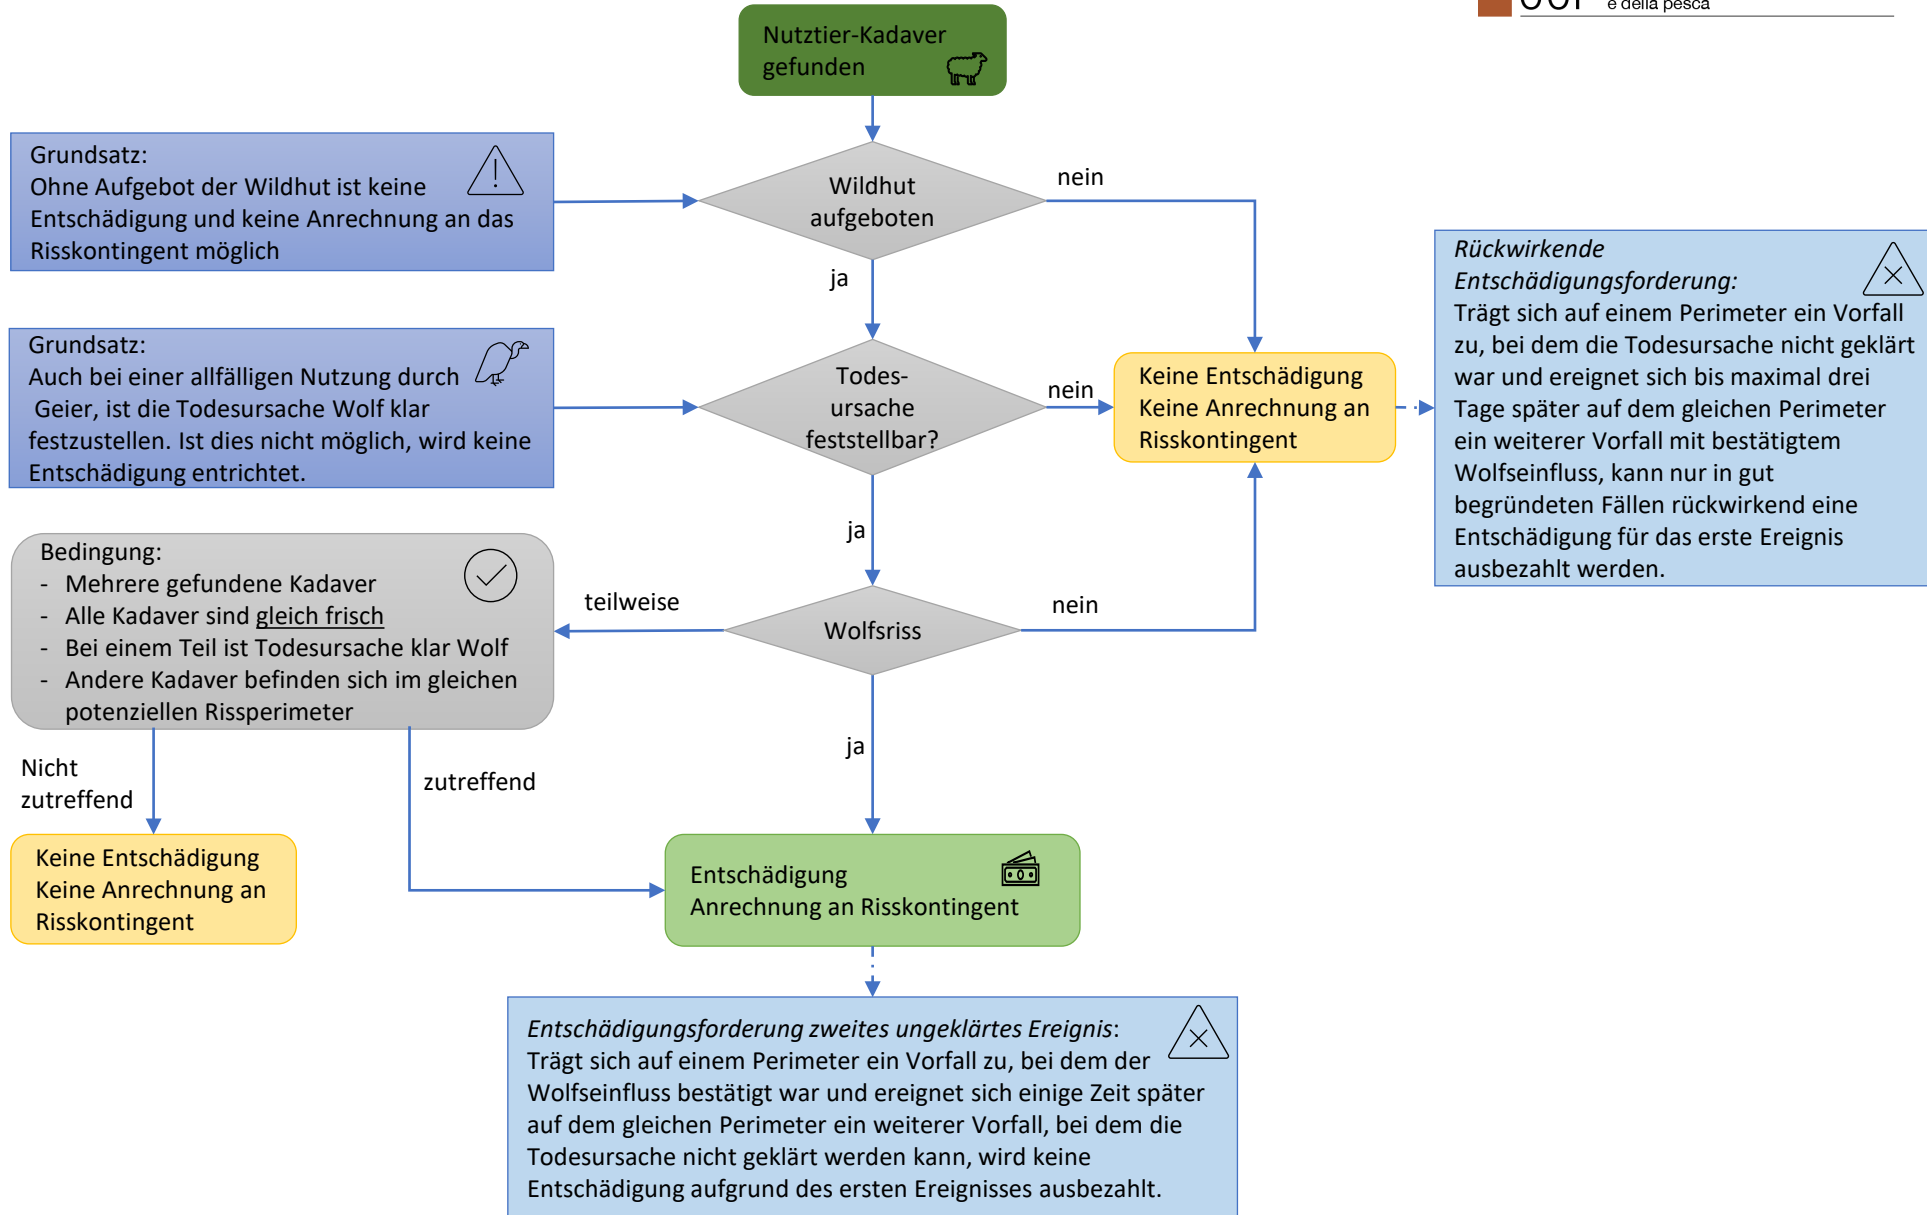 e della pesca
Nutztier-Kadaver
gefunden
Grundsatz:
Ohne Aufgebot der Wildhut ist keine
Entschädigung und keine Anrechnung an das
Risskontingent möglich
Wildhut
aufgeboten
nein
ja
Rückwirkende
Entschädigungsforderung:
Trägt sich auf einem Perimeter ein Vorfall
zu, bei dem die Todesursache nicht geklärt
war und ereignet sich bis maximal drei
Tage später auf dem gleichen Perimeter
ein weiterer Vorfall mit bestätigtem
Wolfseinfluss, kann nur in gut
begründeten Fällen rückwirkend eine
Entschädigung für das erste Ereignis
ausbezahlt werden.
Grundsatz:
Auch bei einer allfälligen Nutzung durch
Geier, ist die Todesursache Wolf klar
festzustellen. Ist dies nicht möglich, wird keine
Entschädigung entrichtet.
Todes-
ursache
feststellbar?
nein
Keine Entschädigung
Keine Anrechnung an
Risskontingent
ja
Bedingung:
- Mehrere gefundene Kadaver
- Alle Kadaver sind gleich frisch
- Bei einem Teil ist Todesursache klar Wolf
- Andere Kadaver befinden sich im gleichen
potenziellen Rissperimeter
teilweise
Wolfsriss
nein
ja
Nicht
zutreffend
zutreffend
Keine Entschädigung
Keine Anrechnung an
Risskontingent
Entschädigung
Anrechnung an Risskontingent
Entschädigungsforderung zweites ungeklärtes Ereignis:
Trägt sich auf einem Perimeter ein Vorfall zu, bei dem der
Wolfseinfluss bestätigt war und ereignet sich einige Zeit später
auf dem gleichen Perimeter ein weiterer Vorfall, bei dem die
Todesursache nicht geklärt werden kann, wird keine
Entschädigung aufgrund des ersten Ereignisses ausbezahlt.